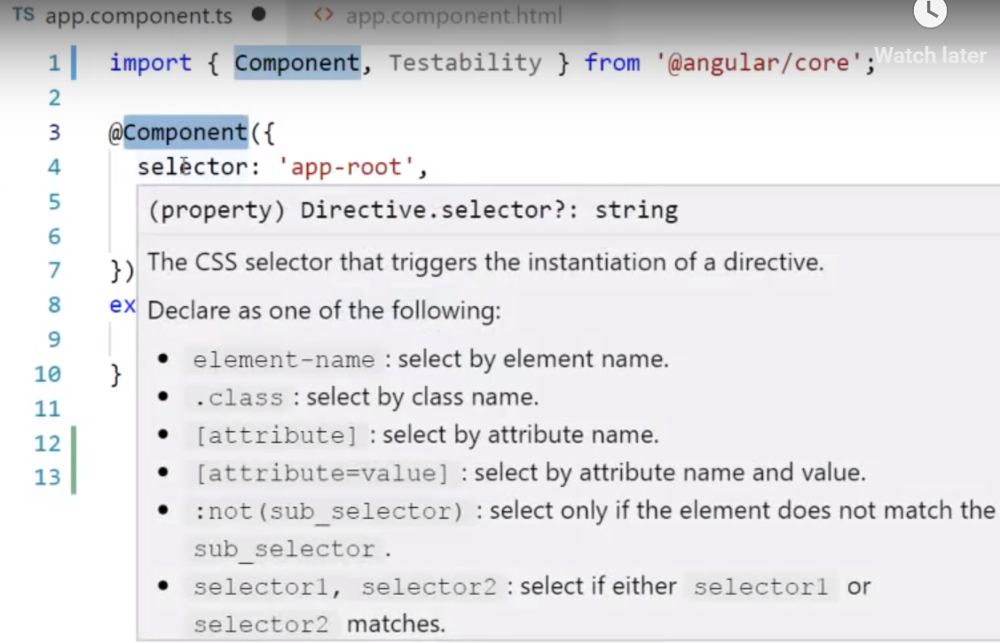 TS app.component.ts ● <> app.component.html
Watch later
1 import { Component, Testability } from '@angular/core';
2
3 @Component({
4 selector: 'app-root',
5
6
7 })
8 ex
9
10 }
11
12
13
(property) Directive.selector?: string
The CSS selector that triggers the instantiation of a directive.
Declare as one of the following:
• element-name : select by element name.
• .class : select by class name.
• [attribute] : select by attribute name.
• [attribute=value] : select by attribute name and value.
• :not(sub_selector) : select only if the element does not match the
sub_selector .
• selector1, selector2 : select if either selector1 or
selector2 matches.